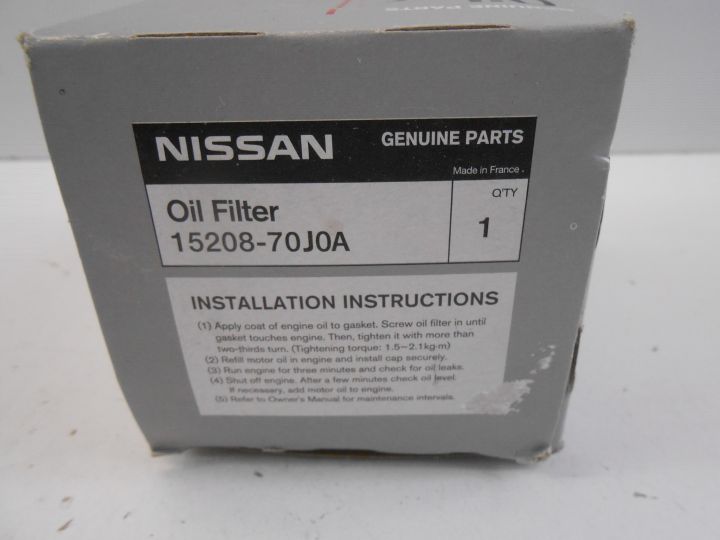 GENUINE PARTS
NISSAN
GENUINE PARTS
Made in France.
Oil Filter
15208-70J0A
Q'TY
1
INSTALLATION INSTRUCTIONS
(1) Apply coat of engine oil to gasket. Screw oil filter in until
gasket touches engine. Then, tighten it with more than
two-thirds turn. (Tightening torque: 1.5~2.1kg·m)
(2) Refill motor oil in engine and install cap securely.
(3) Run engine for three minutes and check for oil leaks.
(4) Shut off engine. After a few minutes check oil level.
If necessary, add motor oil to engine.
(5) Refer to Owner's Manual for maintenance intervals.